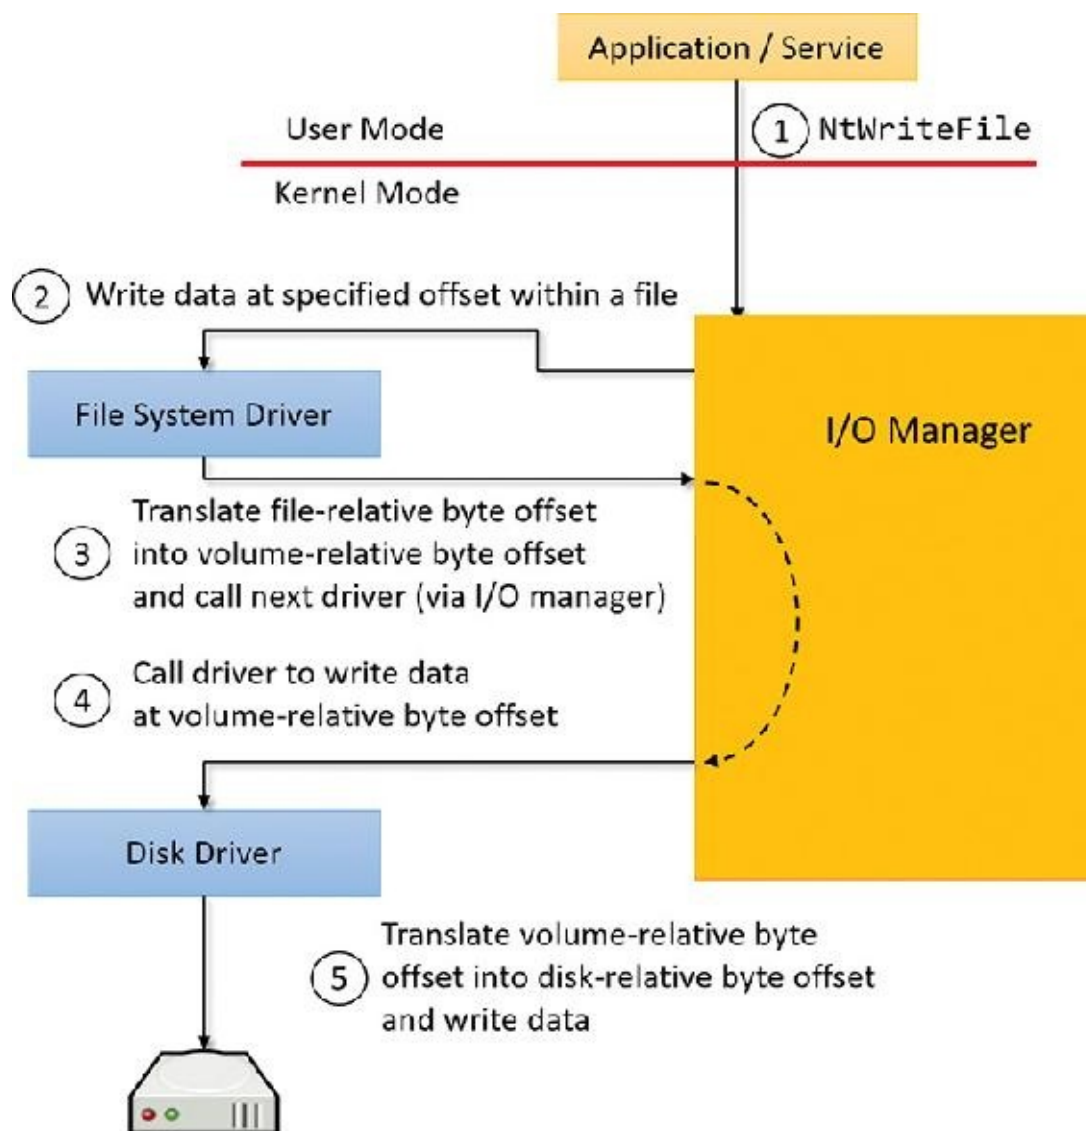 Application / Service
User Mode
1 NtWriteFile
Kernel Mode
2 Write data at specified offset within a file
File System Driver
I/O Manager
3 Translate file-relative byte offset
into volume-relative byte offset
and call next driver (via I/O manager)
4 Call driver to write data
at volume-relative byte offset
Disk Driver
5 Translate volume-relative byte
offset into disk-relative byte offset
and write data